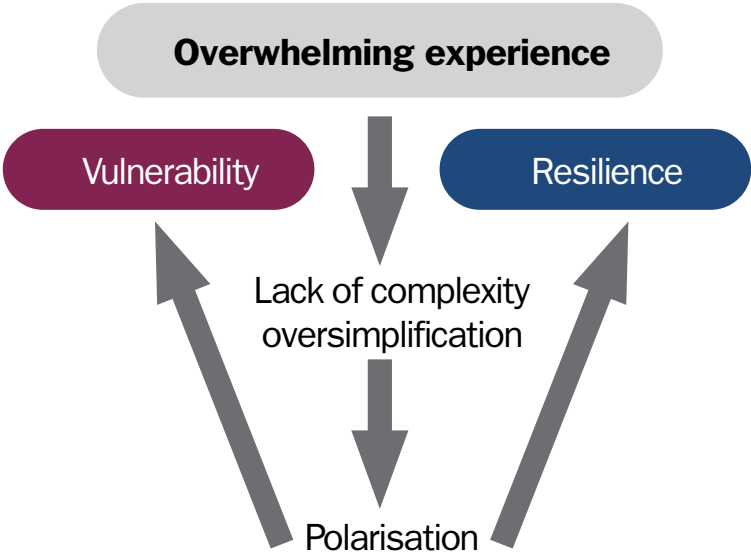 Overwhelming experience
Vulnerability
Resilience
Lack of complexity
oversimplification
Polarisation